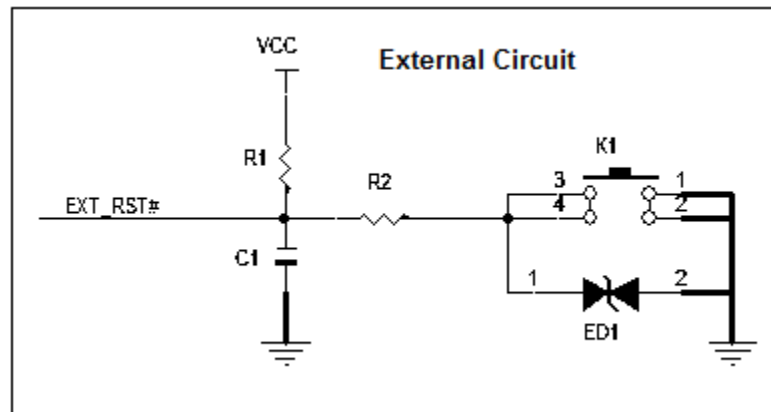 VCC
External Circuit
R1
K1
R2
3
1
EXT_RST#
4
2
C1
1
2
ED1